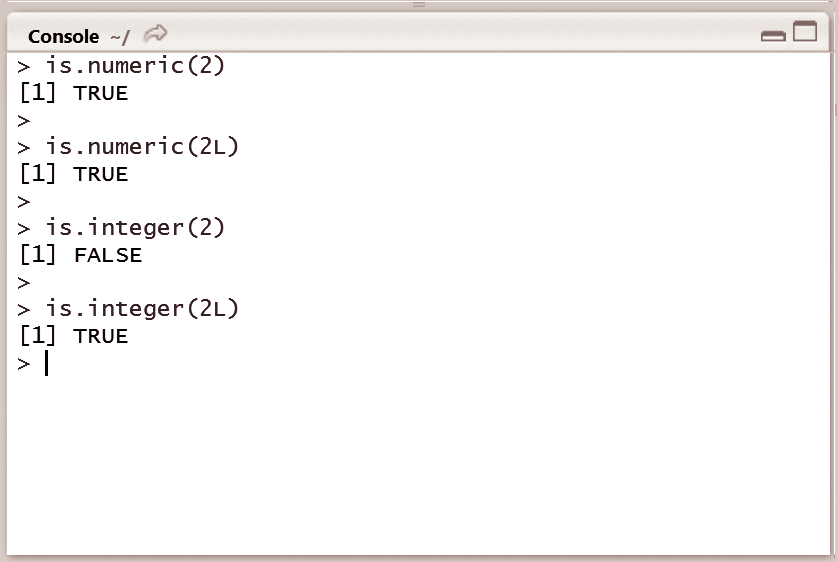 Console ~/
> is.numeric(2)
[1] TRUE
>
> is.numeric(2L)
[1] TRUE
>
> is.integer(2)
[1] FALSE
>
> is.integer(2L)
[1] TRUE
>